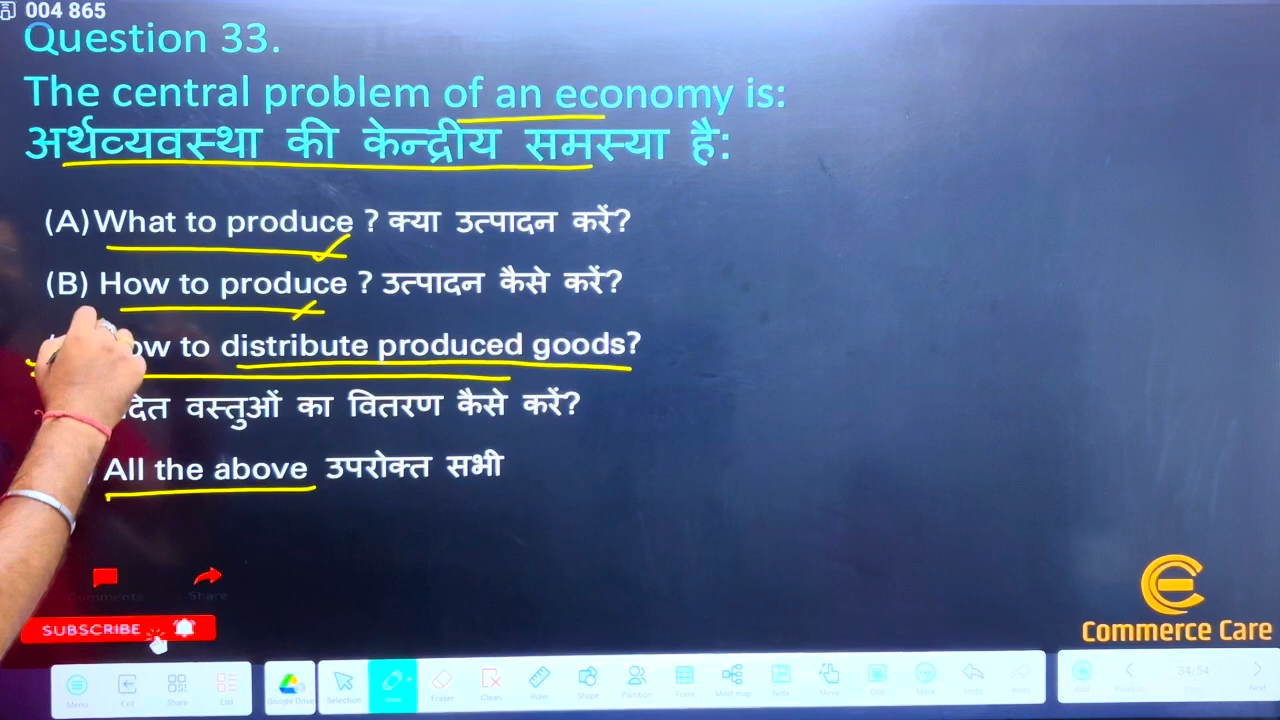 004 865
Question 33.
The central problem of an economy is:
अर्थव्यवस्था की केन्द्रीय समस्या है:
(A) What to produce ? क्या उत्पादन करें?
(B) How to produce ? उत्पादन कैसे करें?
to distribute produced goods?
वस्तुओं का वितरण कैसे करें?
All the above उपरोक्त सभी
Comments Share
SUBSCRIBE
Commerce Care
Menu Exit Share List Google Drive Selection Eraser Clean Ruler Shape Partition Form Mind map Note Move Undo Redo Previous 34/54 Next